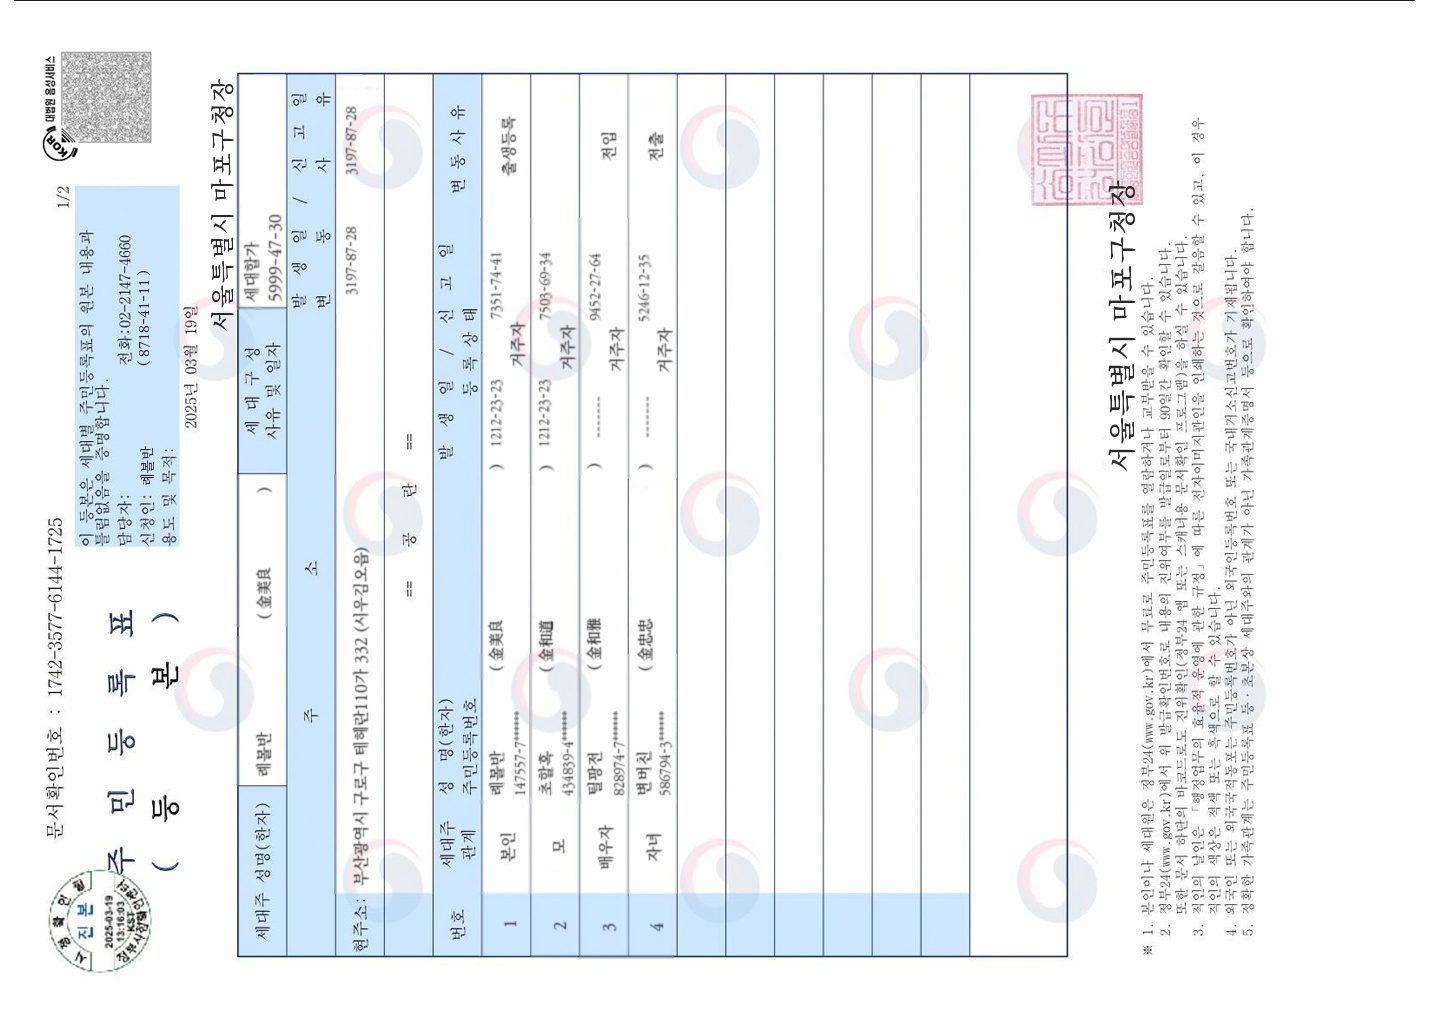 문서확인번호 : 1742-3577-6144-1725
1/2
대법원 음성서비스
KOR
주 민 등 록 표
( 등 본 )
이 등본은 세대별 주민등록표의 원본 내용과
틀림없음을 증명합니다.
담당자: 전화:02-2147-4660
신청인: 래볼반 (8718-41-11)
용도 및 목적:
2025년 03월 19일
시 점 확 인 필
진 본
2025-03-19
13:16:03
KST
서울특별시 마포구청장
세대주 성명(한자) 래볼반 (金美良 ) 세 대 구 성
사유 및 일자 세대합가
5999-47-30
주 소 발 생 일 / 신 고 일
변 동 사 유
현주소: 부산광역시 구로구 테헤란110가 332 (시우김오읍) 3197-87-28 3197-87-28
== 공 란 ==
번호 세대주
관계 성 명(한자)
주민등록번호 발 생 일 / 신 고 일
등 록 상 태 변 동 사 유
1 본인 래볼반 (金美良 ) 1212-23-23 7351-74-41 출생등록
147557-7****** 거주자
2 모 초할혹 (金和道 ) 1212-23-23 7503-69-34
434839-4****** 거주자
3 배우자 틸팡전 (金和雅 ) ------- 9452-27-64 전입
828974-7****** 거주자
4 자녀 변버친 (金忠忠 ) ------- 5246-12-35 전출
586794-3****** 거주자
서울특별시 마포구청장
※ 1. 본인이나 세대원은 정부24(www.gov.kr)에서 무료로 주민등록표를 열람하거나 교부받을 수 있습니다.
2. 정부24(www.gov.kr)에서 위 발급확인번호로 내용의 진위여부를 발급일로부터 90일간 확인할 수 있습니다.
또한 문서 하단의 바코드로도 진위확인(정부24 앱 또는 스캐너용 문서확인 프로그램)을 하실 수 있습니다.
3. 직인의 날인은 「행정업무의 효율적 운영에 관한 규정」에 따른 전자이미지관인을 인쇄하는 것으로 갈음할 수 있고, 이 경우
직인의 색상은 적색 또는 흑색으로 할 수 있습니다.
4. 외국인 또는 외국국적동포는 주민등록번호가 아닌 외국인등록번호 또는 국내거소신고번호가 기재됩니다.
5. 정확한 가족관계는 주민등록표 등·초본상 세대주와의 관계가 아닌 가족관계증명서 등으로 확인하여야 합니다.